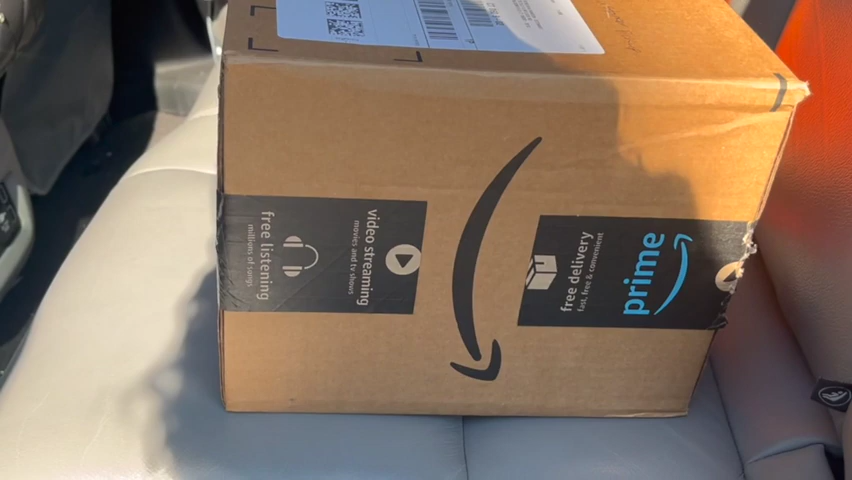 free listening
millions of songs
video streaming
movies and tv shows
free delivery
fast, free & convenient
prime